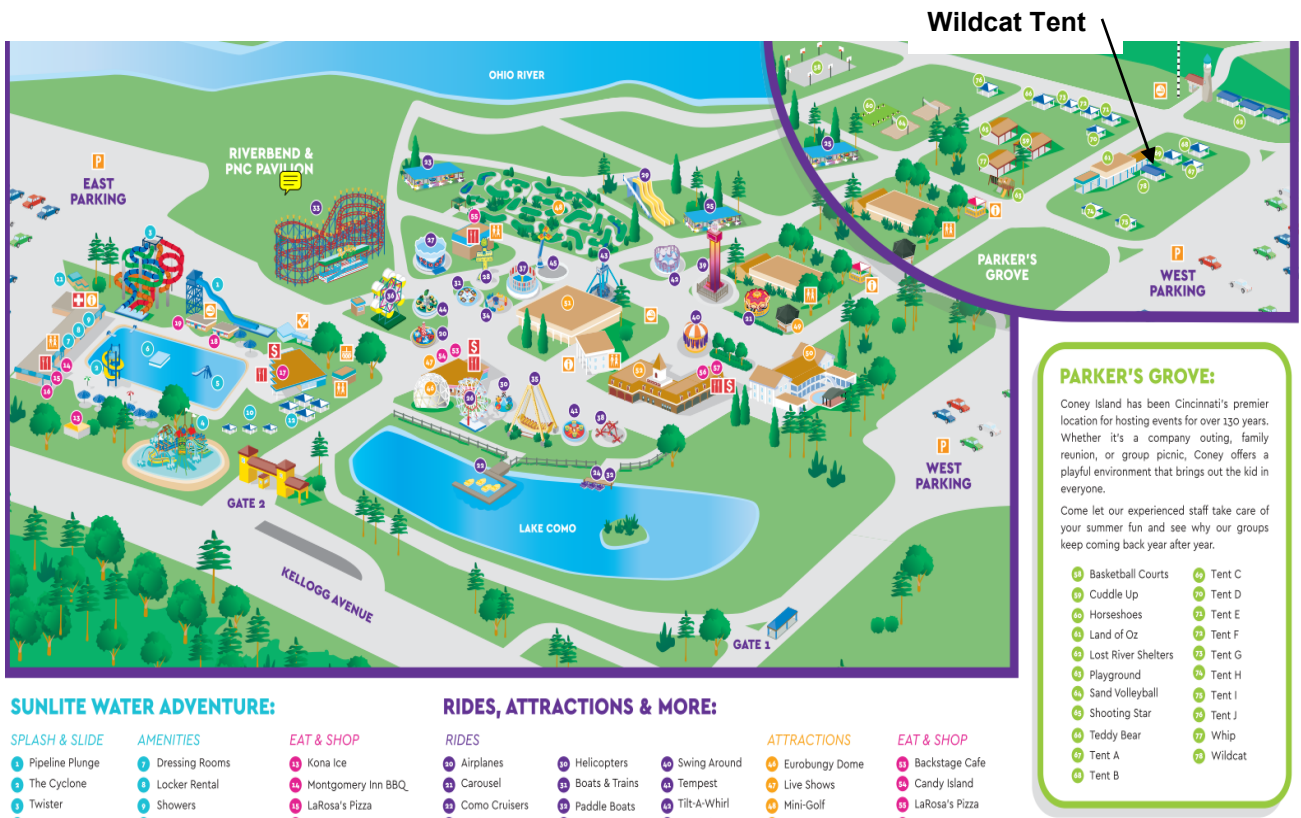 Wildcat Tent
OHIO RIVER
RIVERBEND &
PNC PAVILION
P
EAST
PARKING
PARKER'S
GROVE
P
WEST
PARKING
P
WEST
PARKING
LAKE COMO
GATE 2
KELLOGG AVENUE
GATE 1
PARKER'S GROVE:
Coney Island has been Cincinnati's premier
location for hosting events for over 130 years.
Whether it's a company outing, family
reunion, or group picnic, Coney offers a
playful environment that brings out the kid in
everyone.
Come let our experienced staff take care of
your summer fun and see why our groups
keep coming back year after year.
58 Basketball Courts
59 Cuddle Up
60 Horseshoes
61 Land of Oz
62 Lost River Shelters
63 Playground
64 Sand Volleyball
65 Shooting Star
66 Teddy Bear
67 Tent A
68 Tent B
69 Tent C
70 Tent D
71 Tent E
72 Tent F
73 Tent G
74 Tent H
75 Tent I
76 Tent J
77 Whip
78 Wildcat
SUNLITE WATER ADVENTURE:
SPLASH & SLIDE
1 Pipeline Plunge
2 The Cyclone
3 Twister
AMENITIES
7 Dressing Rooms
8 Locker Rental
9 Showers
EAT & SHOP
13 Kona Ice
14 Montgomery Inn BBQ
15 LaRosa's Pizza
RIDES, ATTRACTIONS & MORE:
RIDES
20 Airplanes
21 Carousel
22 Como Cruisers
30 Helicopters
31 Boats & Trains
32 Paddle Boats
40 Swing Around
41 Tempest
42 Tilt-A-Whirl
ATTRACTIONS
46 Eurobungy Dome
47 Live Shows
48 Mini-Golf
EAT & SHOP
53 Backstage Cafe
54 Candy Island
55 LaRosa's Pizza